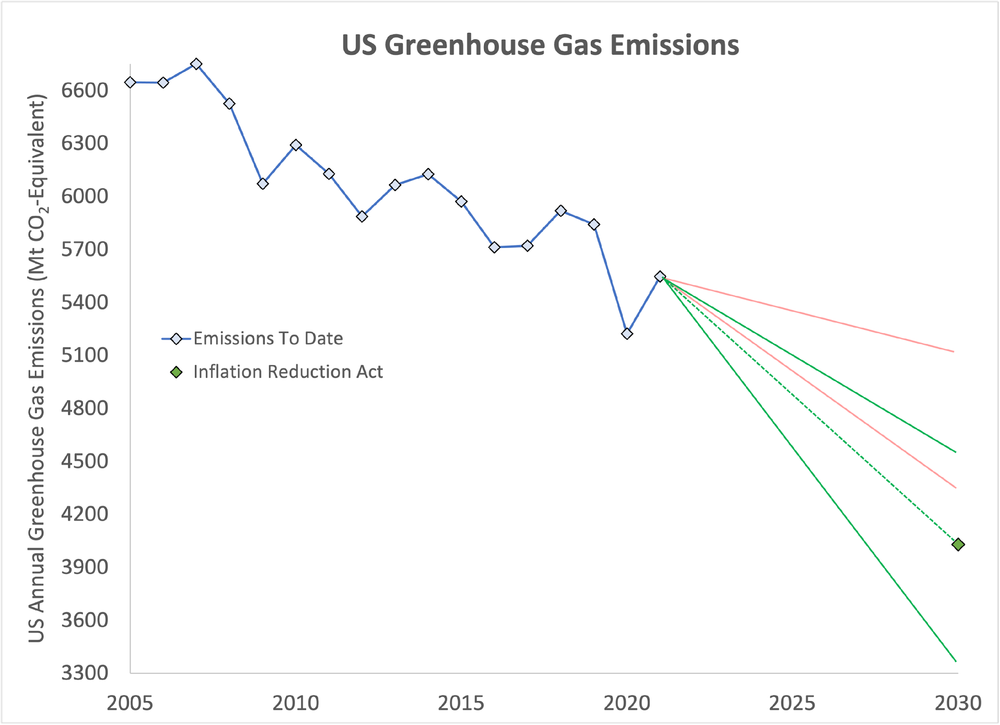 US Greenhouse Gas Emissions
US Annual Greenhouse Gas Emissions (Mt CO₂-Equivalent)
6600
6300
6000
5700
5400
5100
4800
4500
4200
3900
3600
3300
Emissions To Date
Inflation Reduction Act
2005 2010 2015 2020 2025 2030